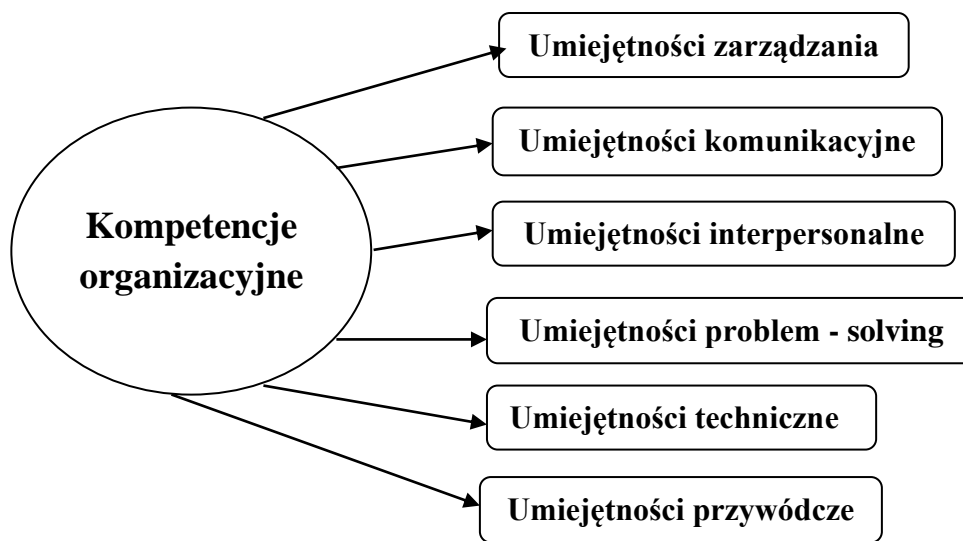 Kompetencje
organizacyjne
Umiejętności zarządzania
Umiejętności komunikacyjne
Umiejętności interpersonalne
Umiejętności problem - solving
Umiejętności techniczne
Umiejętności przywódcze